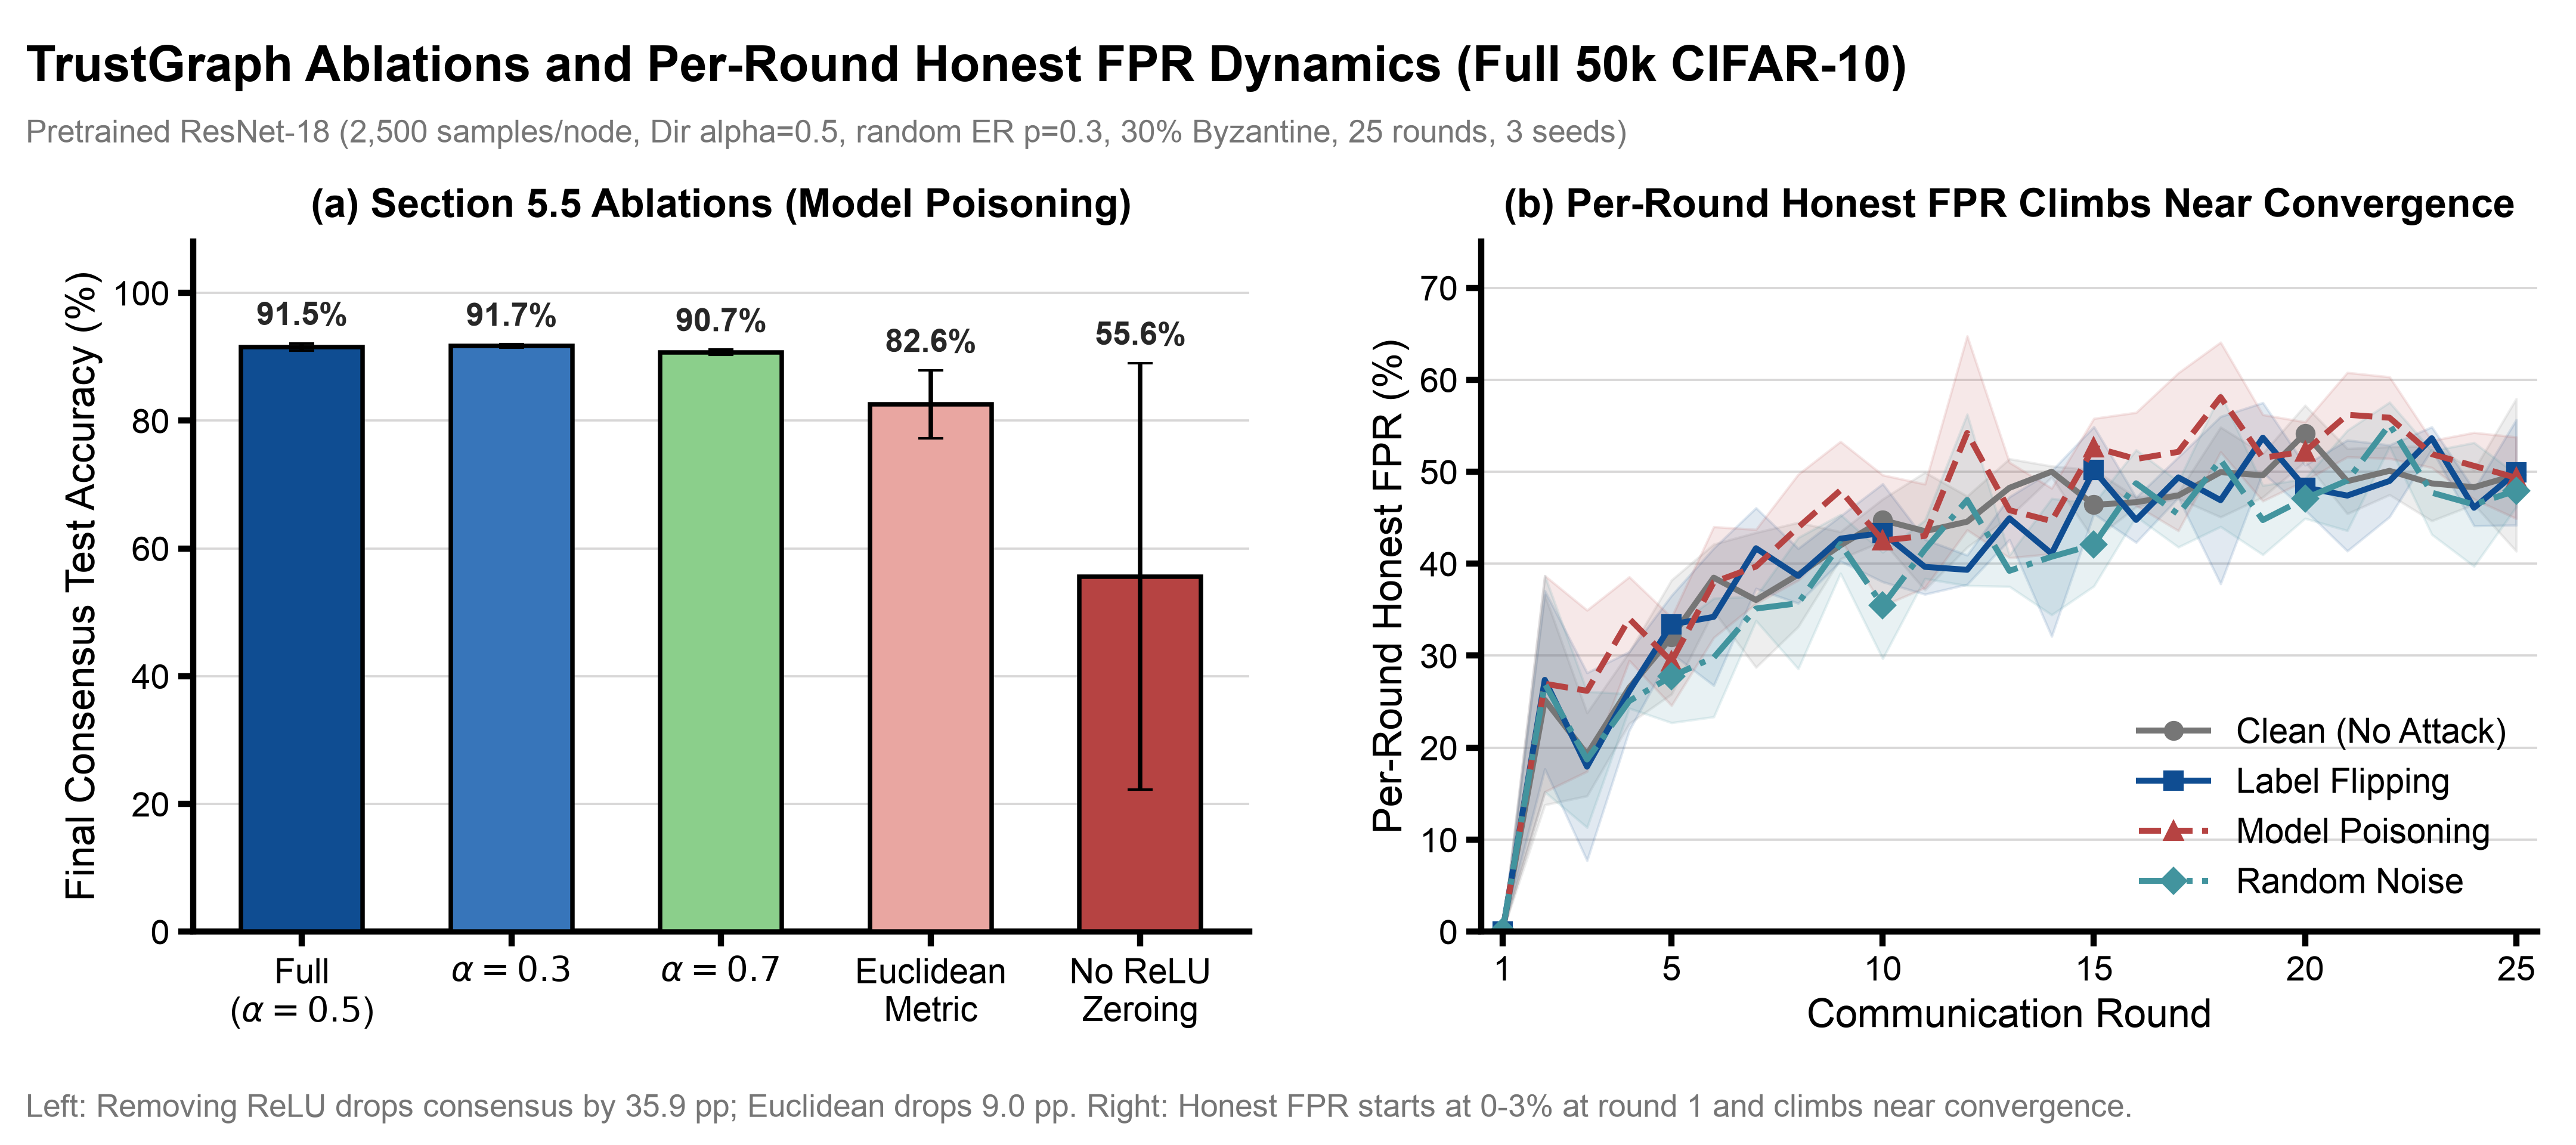 TrustGraph Ablations and Per-Round Honest FPR Dynamics (Full 50k CIFAR-10)
Pretrained ResNet-18 (2,500 samples/node, Dir alpha=0.5, random ER p=0.3, 30% Byzantine, 25 rounds, 3 seeds)
(a) Section 5.5 Ablations (Model Poisoning)
Final Consensus Test Accuracy (%)
100
80
60
40
20
0
91.5%
91.7%
90.7%
82.6%
55.6%
Full
(α = 0.5)
α = 0.3
α = 0.7
Euclidean
Metric
No ReLU
Zeroing
(b) Per-Round Honest FPR Climbs Near Convergence
Per-Round Honest FPR (%)
70
60
50
40
30
20
10
0
Clean (No Attack)
Label Flipping
Model Poisoning
Random Noise
1
5
10
15
20
25
Communication Round
Left: Removing ReLU drops consensus by 35.9 pp; Euclidean drops 9.0 pp. Right: Honest FPR starts at 0-3% at round 1 and climbs near convergence.